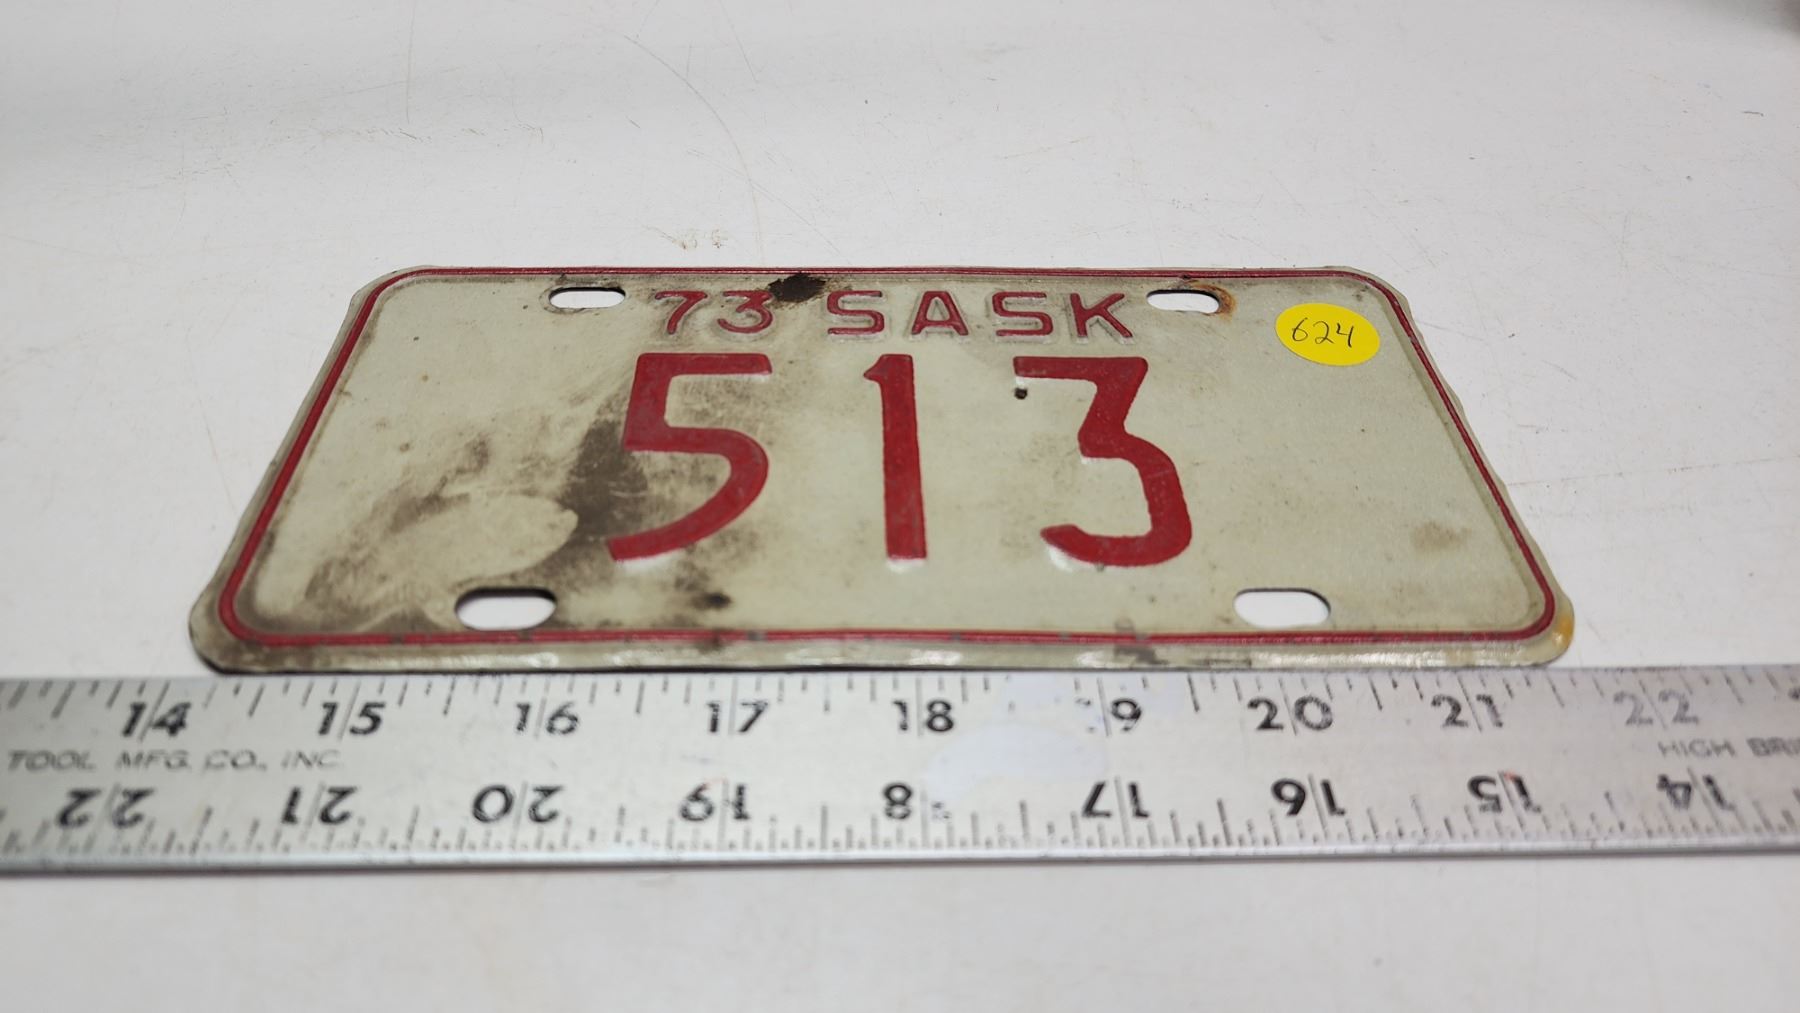 73 SASK
624
513
14 15 16 17 18 19 20 21 22
TOOL MFG. CO., INC.
HIGH
22 21 20 19 18 17 16 15 14